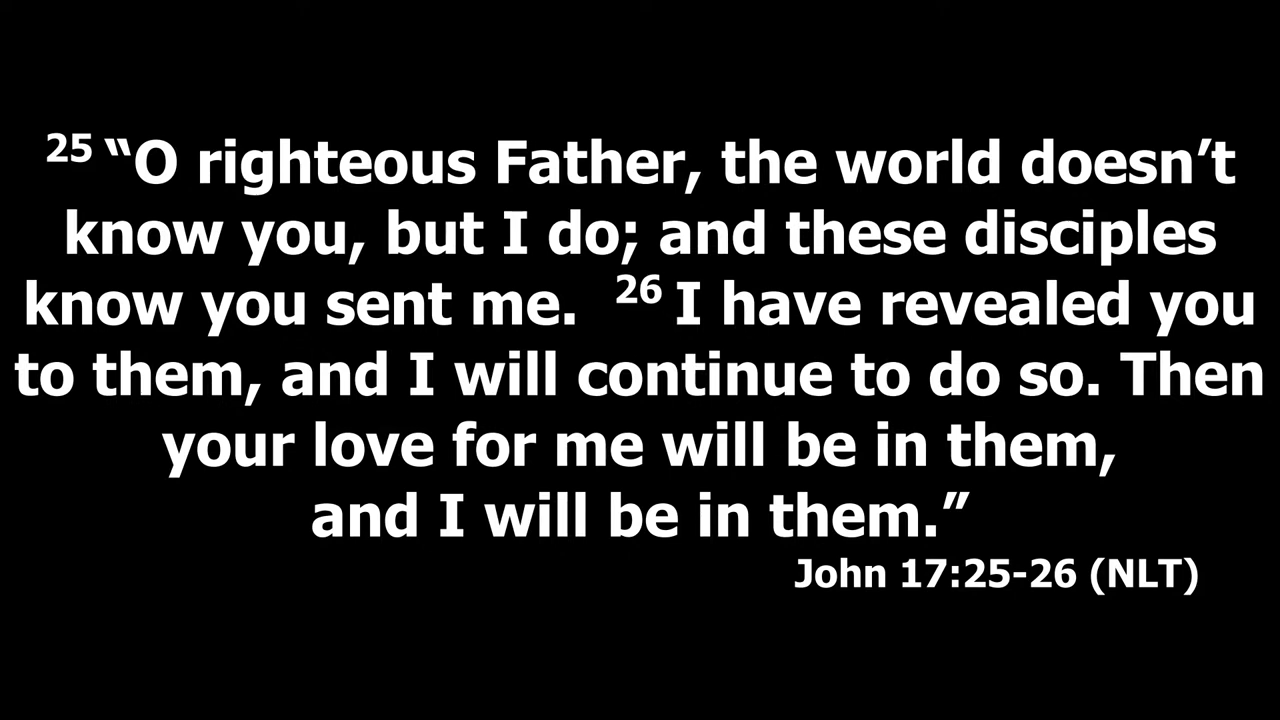 25 “O righteous Father, the world doesn’t
know you, but I do; and these disciples
know you sent me. 26 I have revealed you
to them, and I will continue to do so. Then
your love for me will be in them,
and I will be in them.”
John 17:25-26 (NLT)